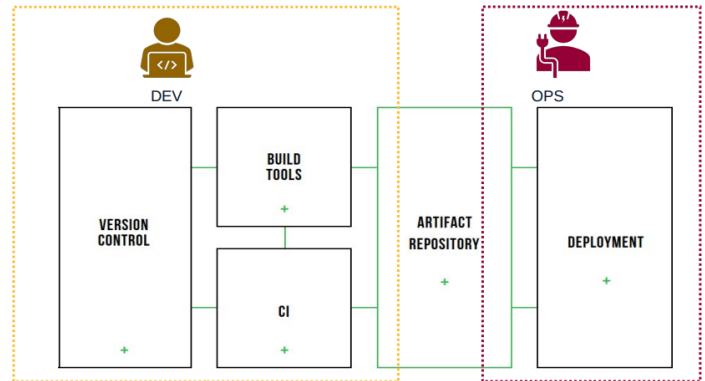 </>
DEV
OPS
VERSION
CONTROL
+
BUILD
TOOLS
+
CI
+
ARTIFACT
REPOSITORY
+
DEPLOYMENT
+